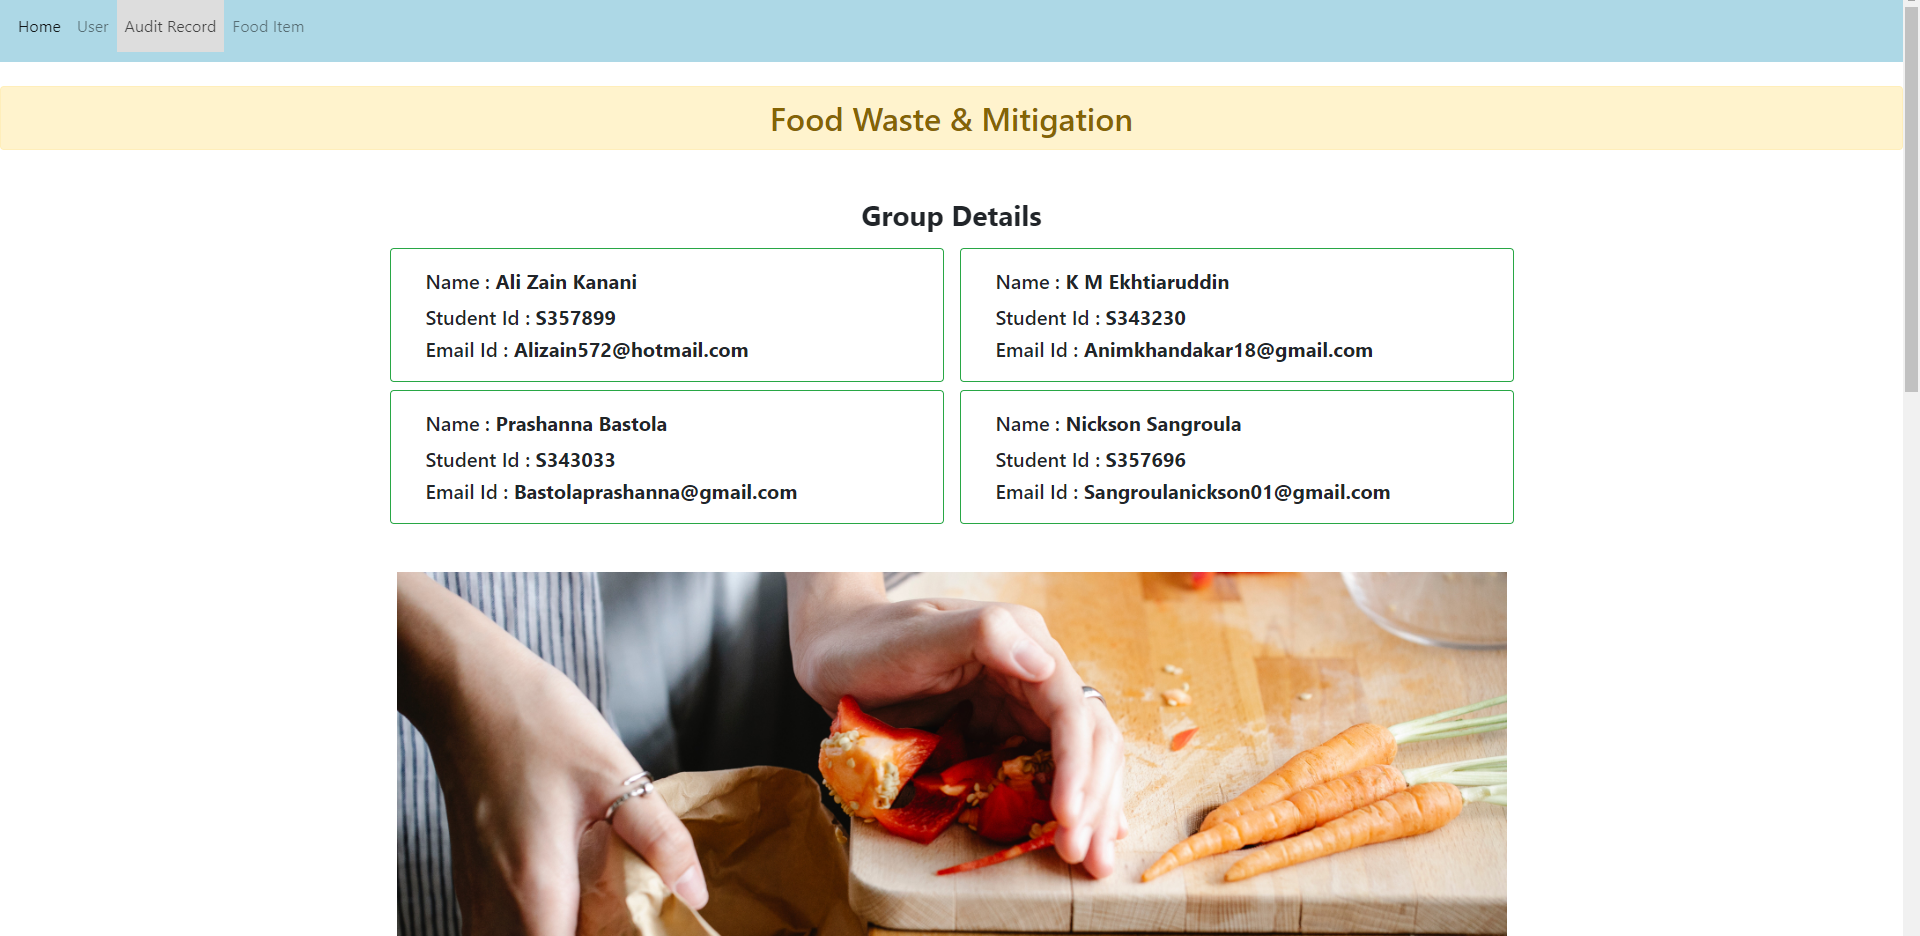 Home User Audit Record Food Item
Food Waste & Mitigation
Group Details
Name : Ali Zain Kanani
Student Id : S357899
Email Id : Alizain572@hotmail.com
Name : K M Ekhtiaruddin
Student Id : S343230
Email Id : Animkhandakar18@gmail.com
Name : Prashanna Bastola
Student Id : S343033
Email Id : Bastolaprashanna@gmail.com
Name : Nickson Sangroula
Student Id : S357696
Email Id : Sangroulanickson01@gmail.com